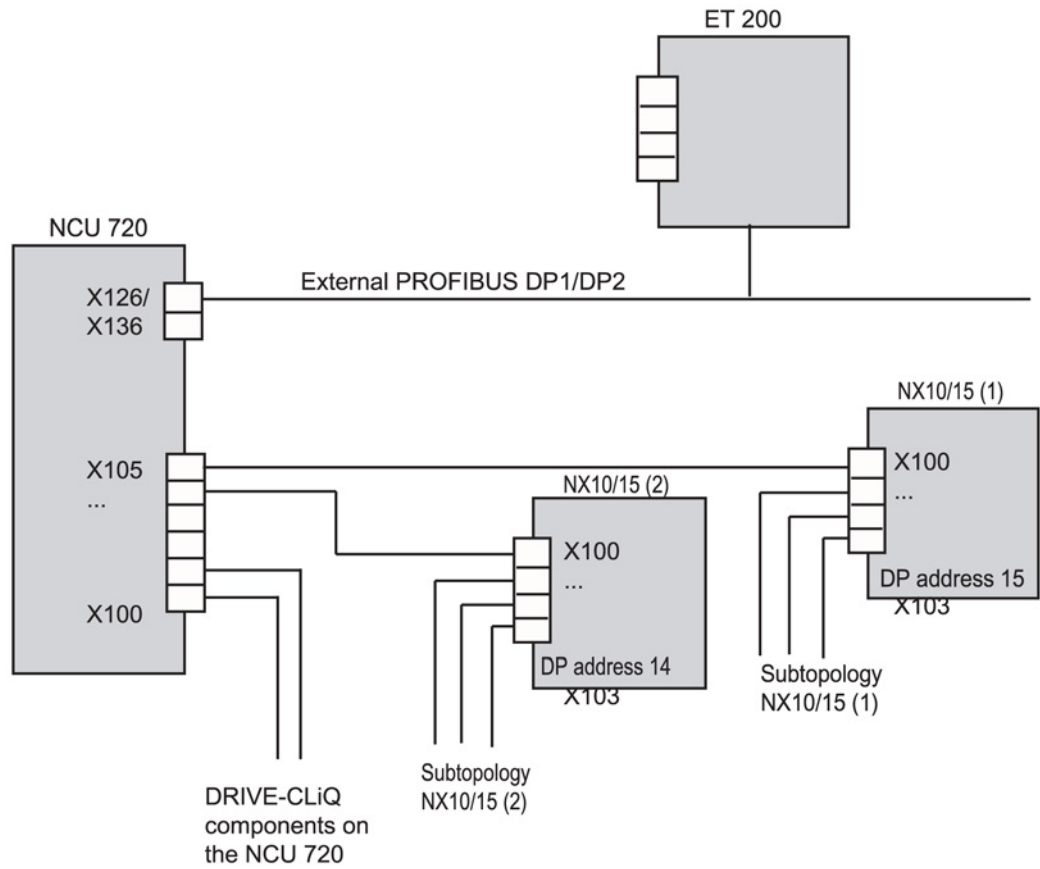 ET 200
NCU 720
X126/
X136
External PROFIBUS DP1/DP2
NX10/15 (1)
X105
...
X100
X100
...
DP address 15
X103
NX10/15 (2)
X100
...
DP address 14
X103
Subtopology
NX10/15 (1)
Subtopology
NX10/15 (2)
DRIVE-CLiQ
components on
the NCU 720